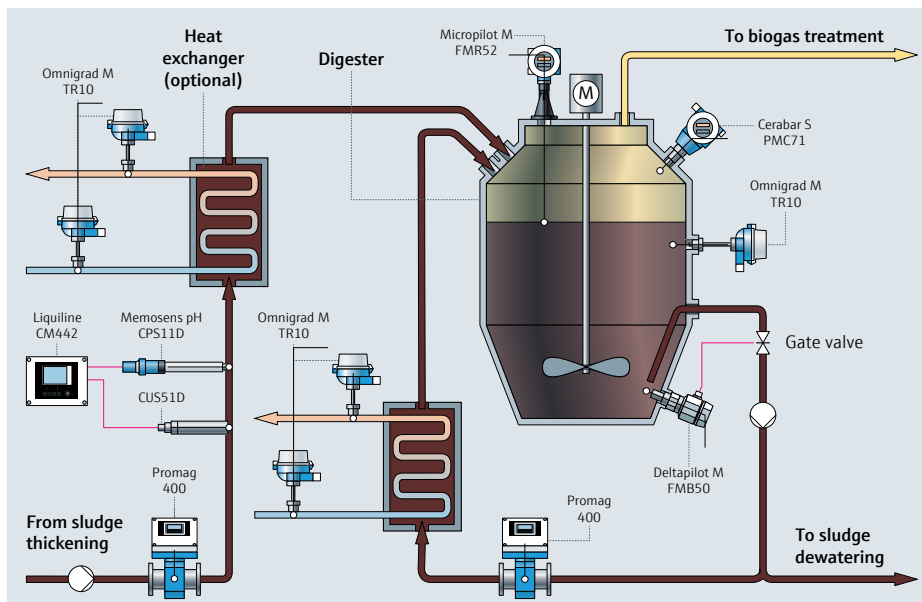 Micropilot M
FMR52
To biogas treatment
Heat
exchanger
(optional)
Digester
Omnigrad M
TR10
M
Cerabar S
PMC71
Omnigrad M
TR10
Liquiline
CM442
Memosens pH
CPS11D
Omnigrad M
TR10
Gate valve
CUS51D
Promag
400
Deltapilot M
FMB50
Promag
400
From sludge
thickening
To sludge
dewatering